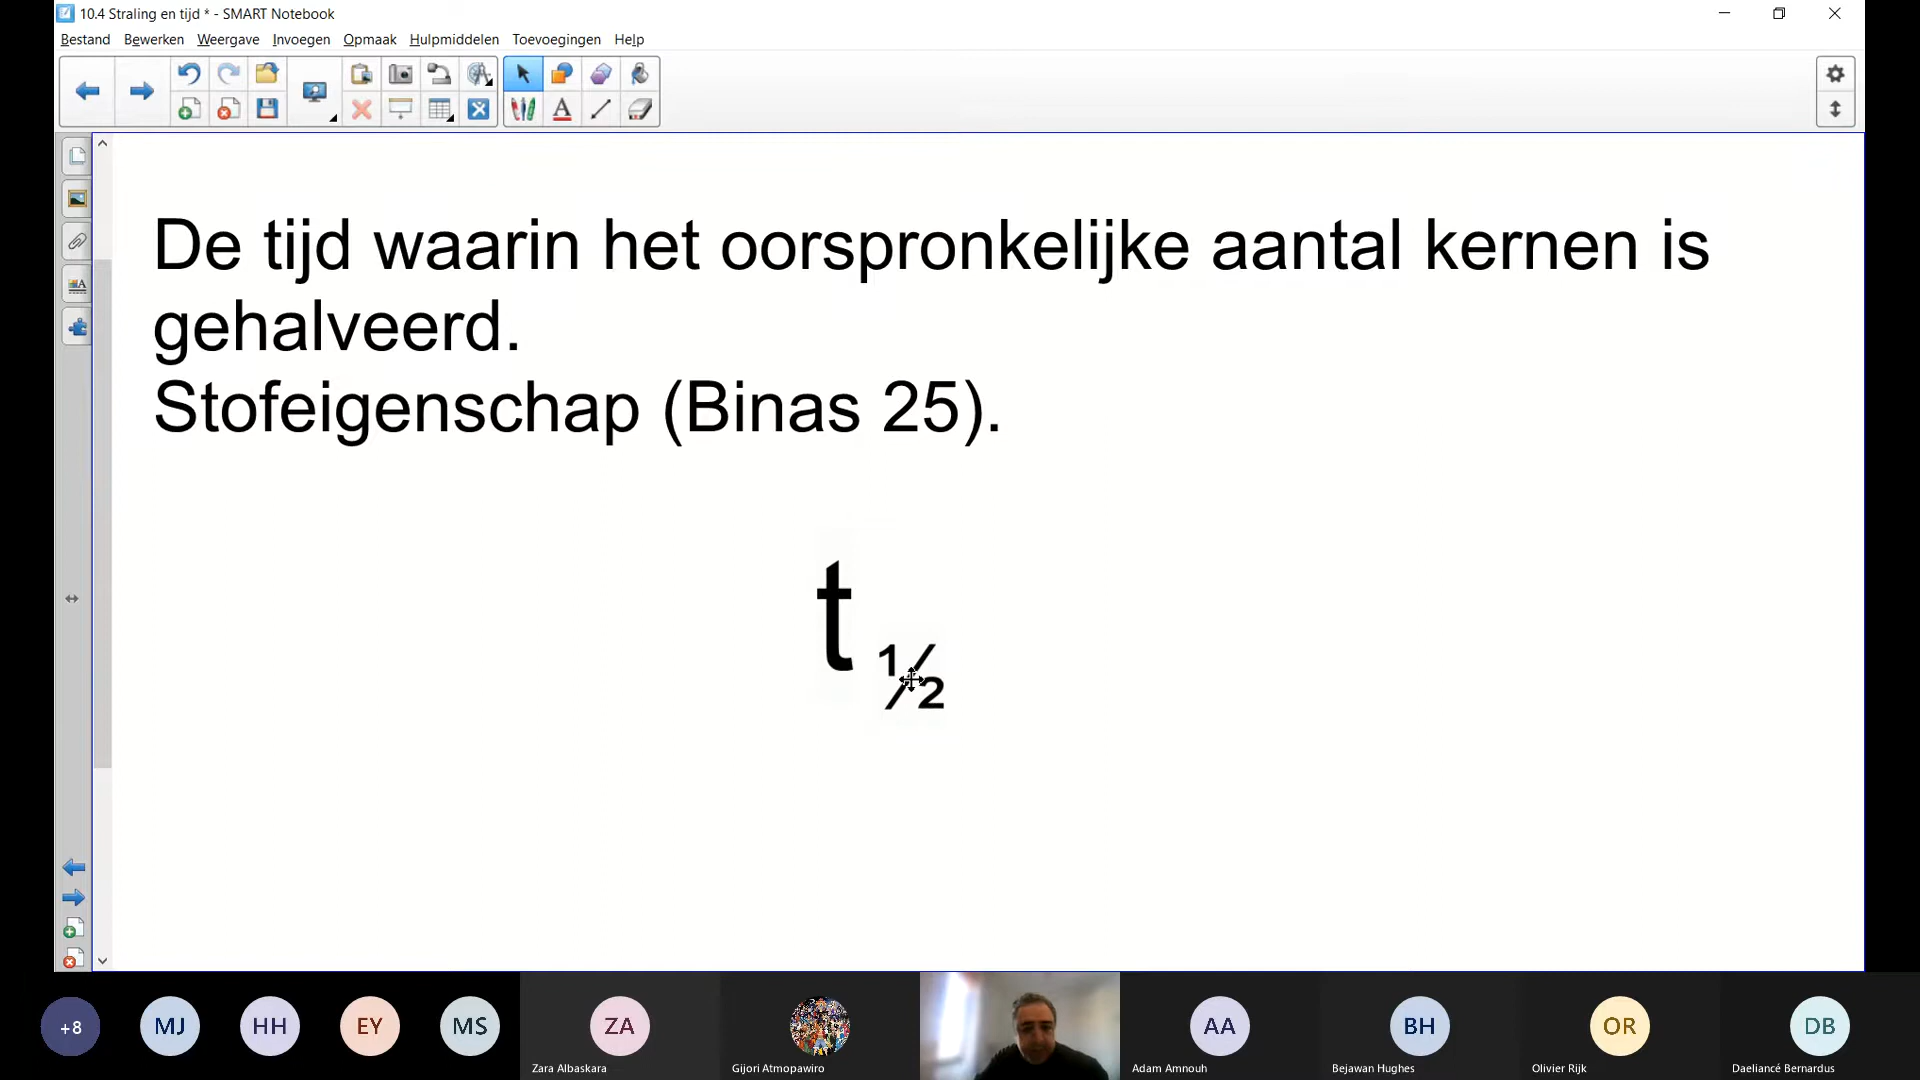 10.4 Straling en tijd * - SMART Notebook
Bestand Bewerken Weergave Invoegen Opmaak Hulpmiddelen Toevoegingen Help
De tijd waarin het oorspronkelijke aantal kernen is
gehalveerd.
Stofeigenschap (Binas 25).
t ½
+8 MJ HH EY MS ZA AA BH OR DB
Zara Albaskara Gijori Atmopawiro Adam Amnouh Bejawan Hughes Olivier Rijk Daeliancé Bernardus